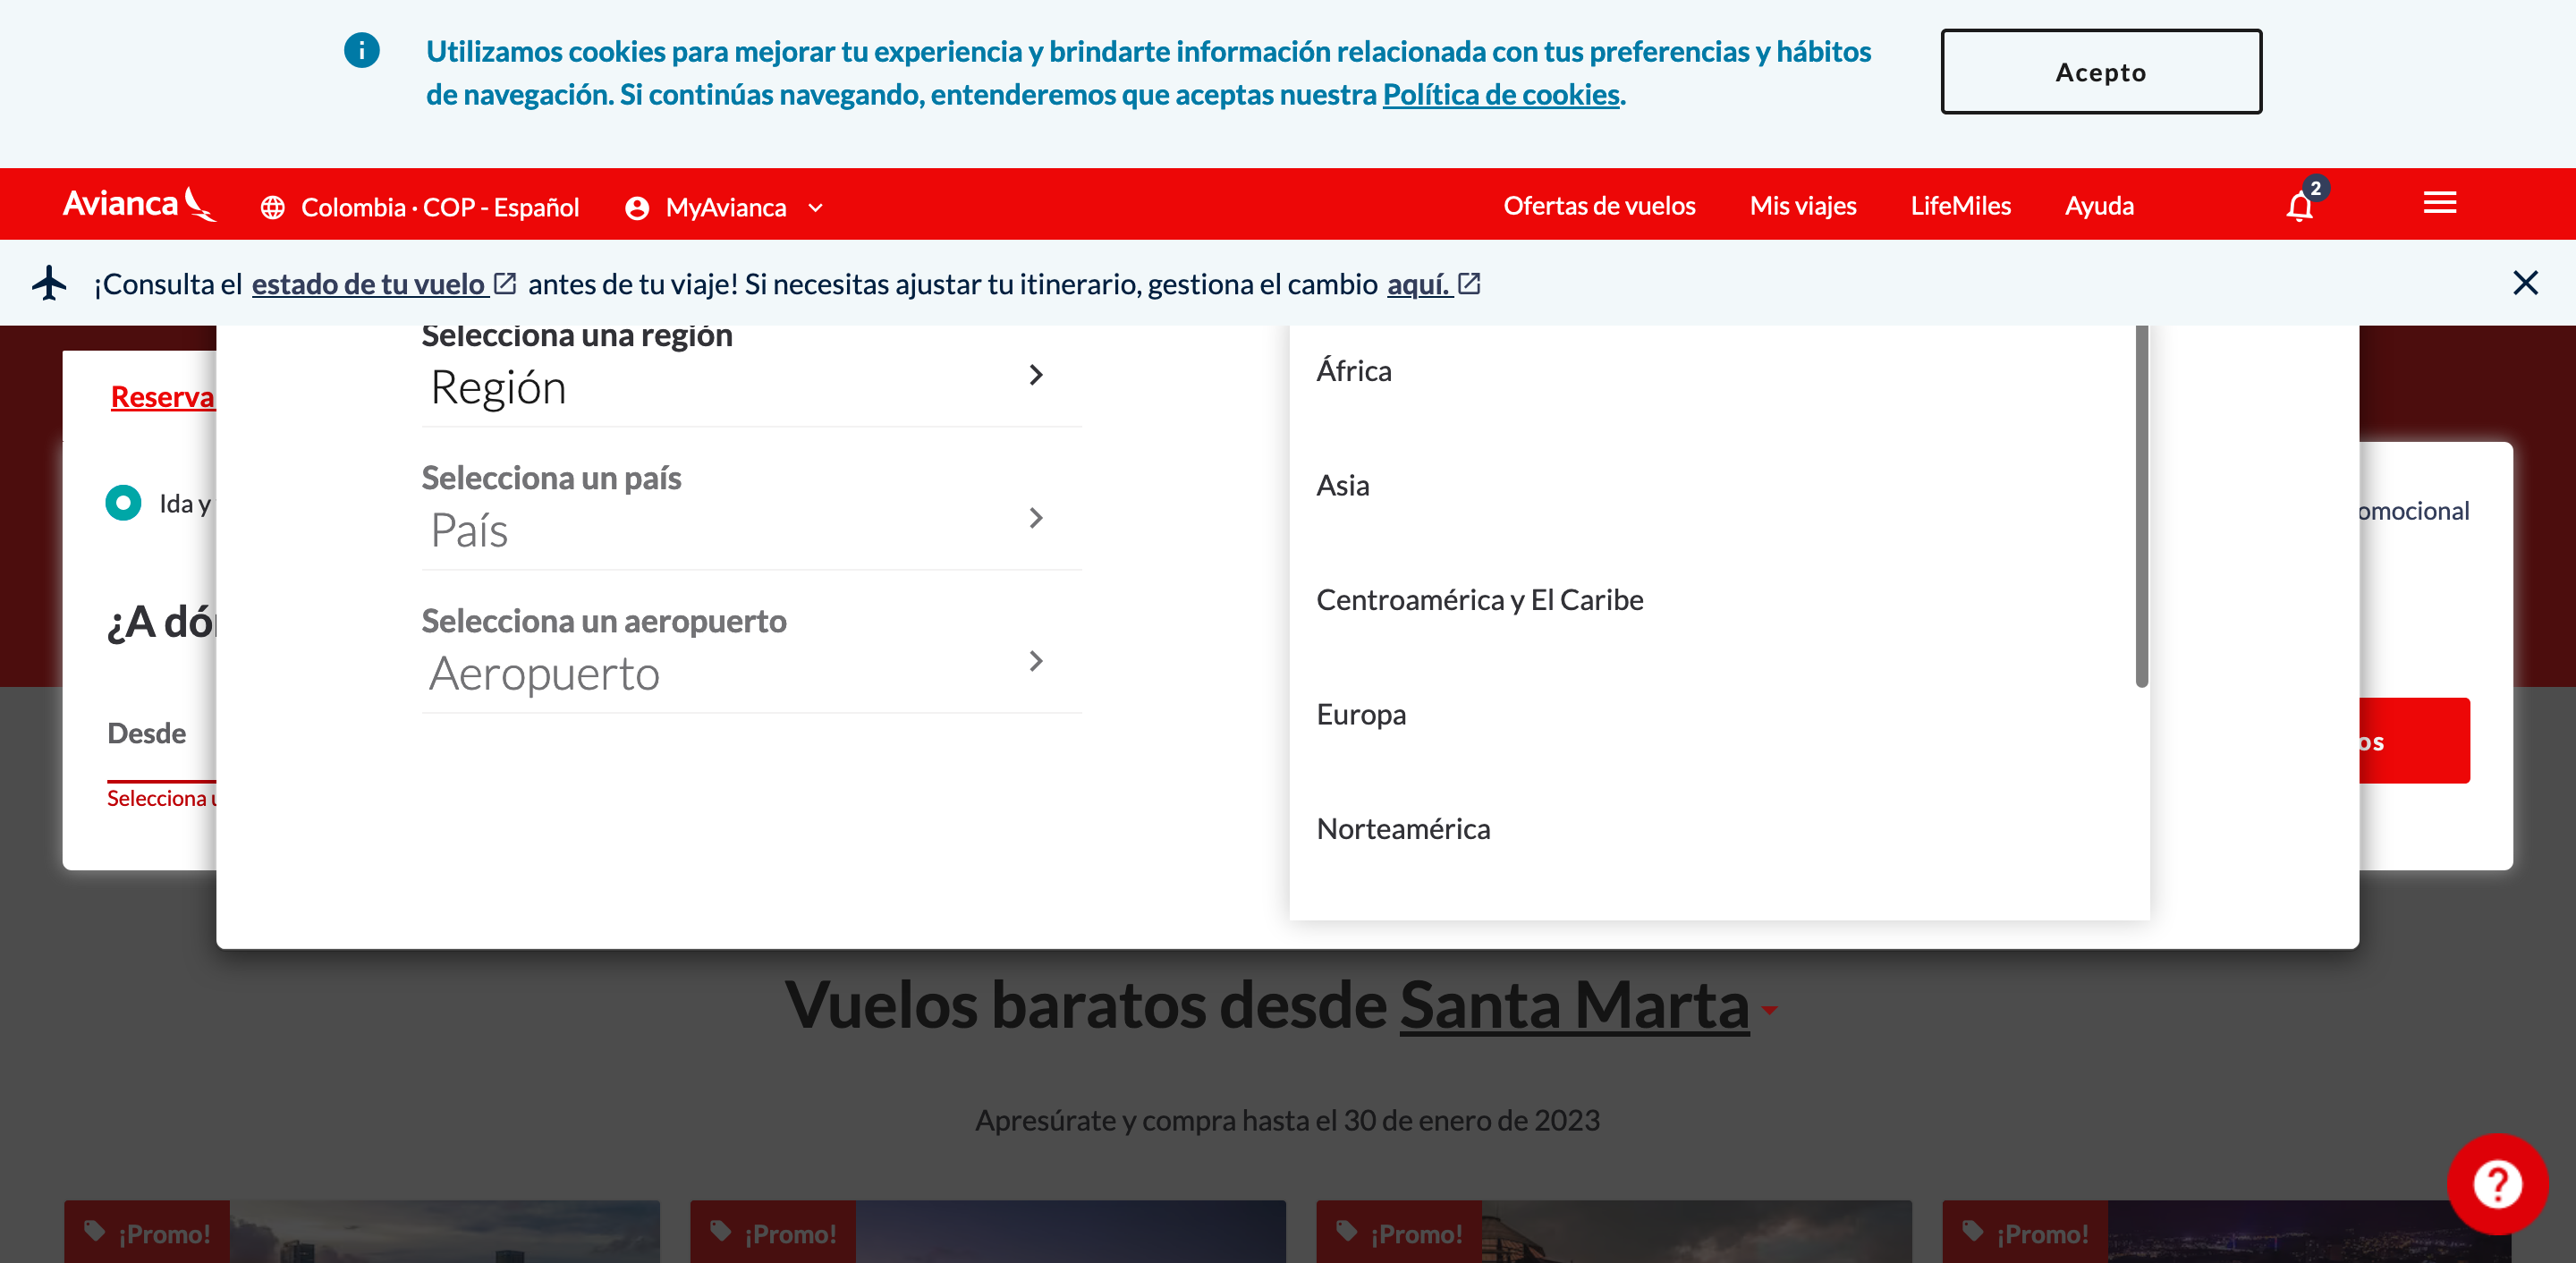 Utilizamos cookies para mejorar tu experiencia y brindarte información relacionada con tus preferencias y hábitos
de navegación. Si continúas navegando, entenderemos que aceptas nuestra Política de cookies.
Acepto
Avianca
Colombia · COP - Español
MyAvianca
Ofertas de vuelos
Mis viajes
LifeMiles
Ayuda
2
¡Consulta el estado de tu vuelo antes de tu viaje! Si necesitas ajustar tu itinerario, gestiona el cambio aquí.
Selecciona una región
Región
Selecciona un país
País
Selecciona un aeropuerto
Aeropuerto
África
Asia
Centroamérica y El Caribe
Europa
Norteamérica
Reserva
Ida y
¿A dó
Desde
Selecciona
omocional
os
Vuelos baratos desde Santa Marta
Apresúrate y compra hasta el 30 de enero de 2023
¡Promo!
¡Promo!
¡Promo!
¡Promo!
?